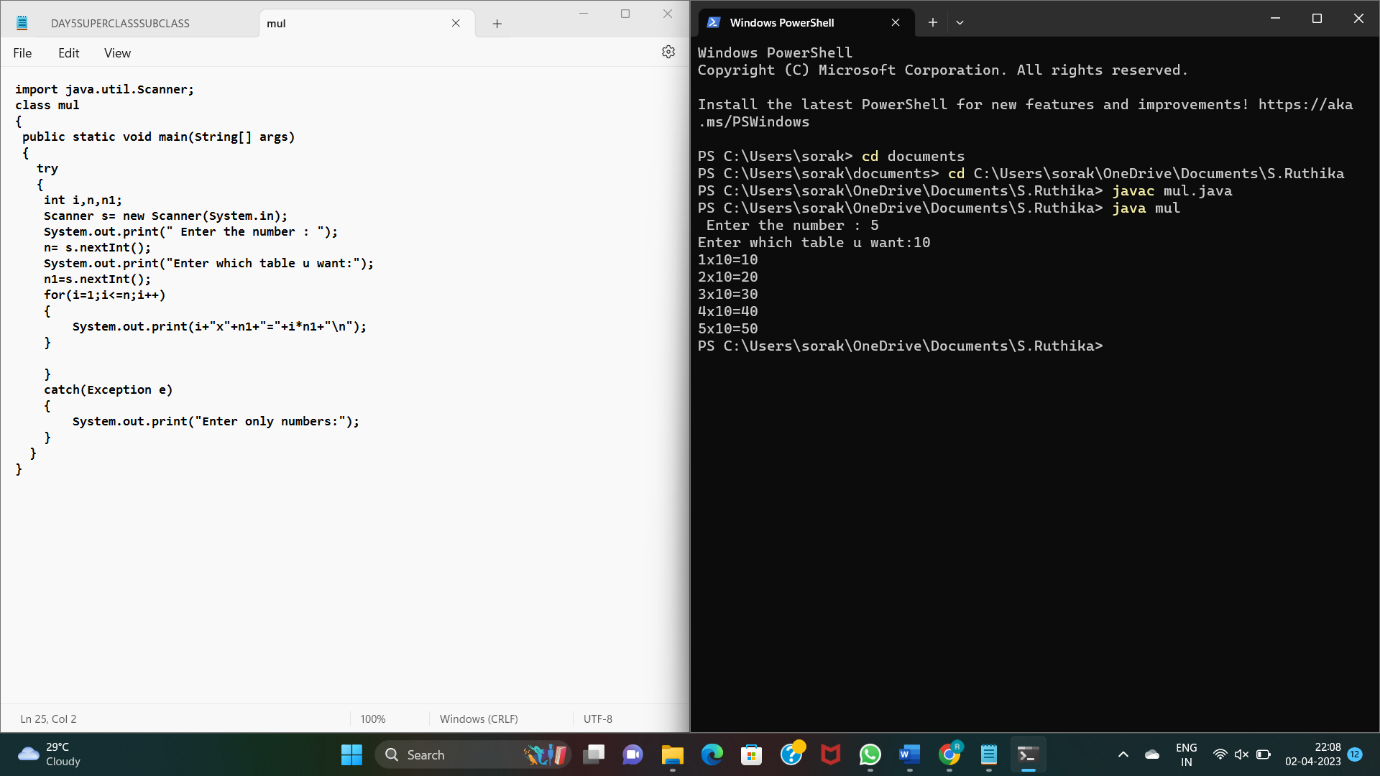 DAY5SUPERCLASSSUBCLASS
mul
File Edit View
import java.util.Scanner;
class mul
{
public static void main(String[] args)
{
try
{
int i,n,n1;
Scanner s= new Scanner(System.in);
System.out.print(" Enter the number : ");
n= s.nextInt();
System.out.print("Enter which table u want:");
n1=s.nextInt();
for(i=1;i<=n;i++)
{
System.out.print(i+"x"+n1+"="+i*n1+"\n");
}
}
catch(Exception e)
{
System.out.print("Enter only numbers:");
}
}
}
Ln 25, Col 2 100% Windows (CRLF) UTF-8
Windows PowerShell
Windows PowerShell
Copyright (C) Microsoft Corporation. All rights reserved.
Install the latest PowerShell for new features and improvements! https://aka
.ms/PSWindows
PS C:\Users\sorak> cd documents
PS C:\Users\sorak\documents> cd C:\Users\sorak\OneDrive\Documents\S.Ruthika
PS C:\Users\sorak\OneDrive\Documents\S.Ruthika> javac mul.java
PS C:\Users\sorak\OneDrive\Documents\S.Ruthika> java mul
Enter the number : 5
Enter which table u want:10
1x10=10
2x10=20
3x10=30
4x10=40
5x10=50
PS C:\Users\sorak\OneDrive\Documents\S.Ruthika>
29°C
Cloudy
Search
R
ENG
IN
22:08
02-04-2023
12